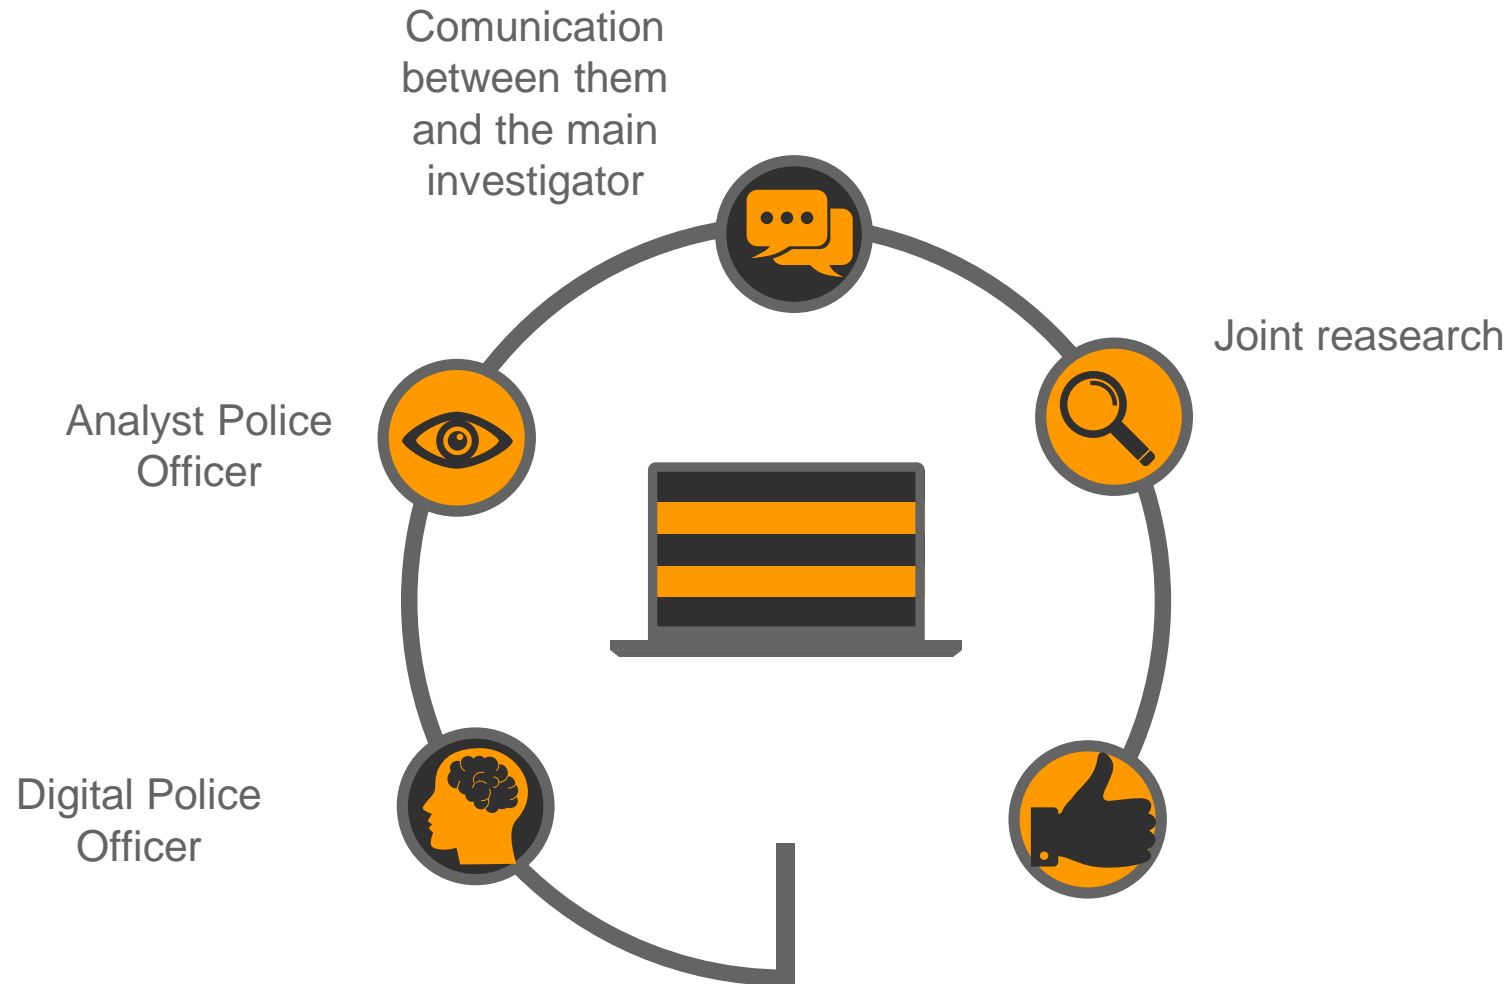 Comunication
between them
and the main
investigator
Joint reasearch
Analyst Police
Officer
Digital Police
Officer